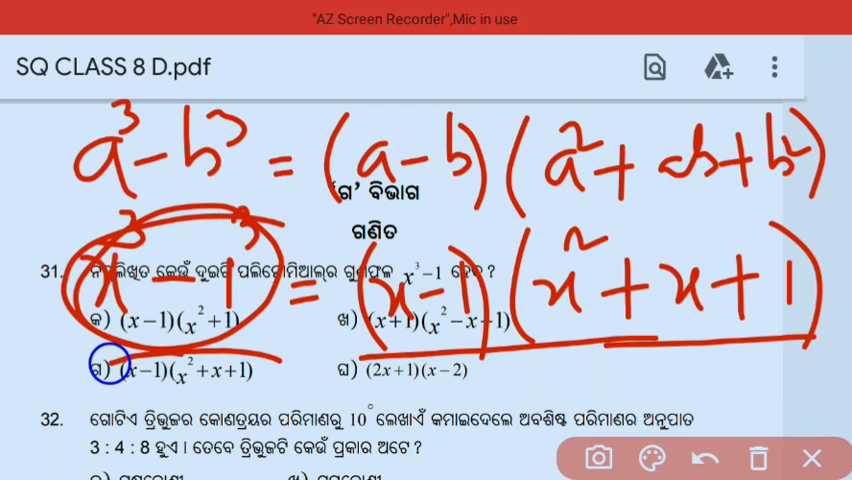 "AZ Screen Recorder",Mic in use
SQ CLASS 8 D.pdf
a³ - b³ = (a - b) (a² + ab + b²)
'ଗ' ବିଭାଗ
ଗଣିତ
31. ନିମ୍ନଲିଖିତ କେଉଁ ଦୁଇଟି ପଲିନୋମିଆଲ୍‌ର ଗୁଣଫଳ x³−1 ହେବ ?
x³ - 1³ = (x - 1) (x² + x + 1)
କ) (x−1)(x²+1) ଖ) (x+1)(x²−x+1)
ଗ) (x−1)(x²+x+1) ଘ) (2x+1)(x−2)
32. ଗୋଟିଏ ତ୍ରିଭୁଜର କୋଣତ୍ରୟର ପରିମାଣରୁ 10° ଲେଖାଏଁ କମାଇଦେଲେ ଅବଶିଷ୍ଟ ପରିମାଣର ଅନୁପାତ
3 : 4 : 8 ହୁଏ । ତେବେ ତ୍ରିଭୁଜଟି କେଉଁ ପ୍ରକାର ଅଟେ ?